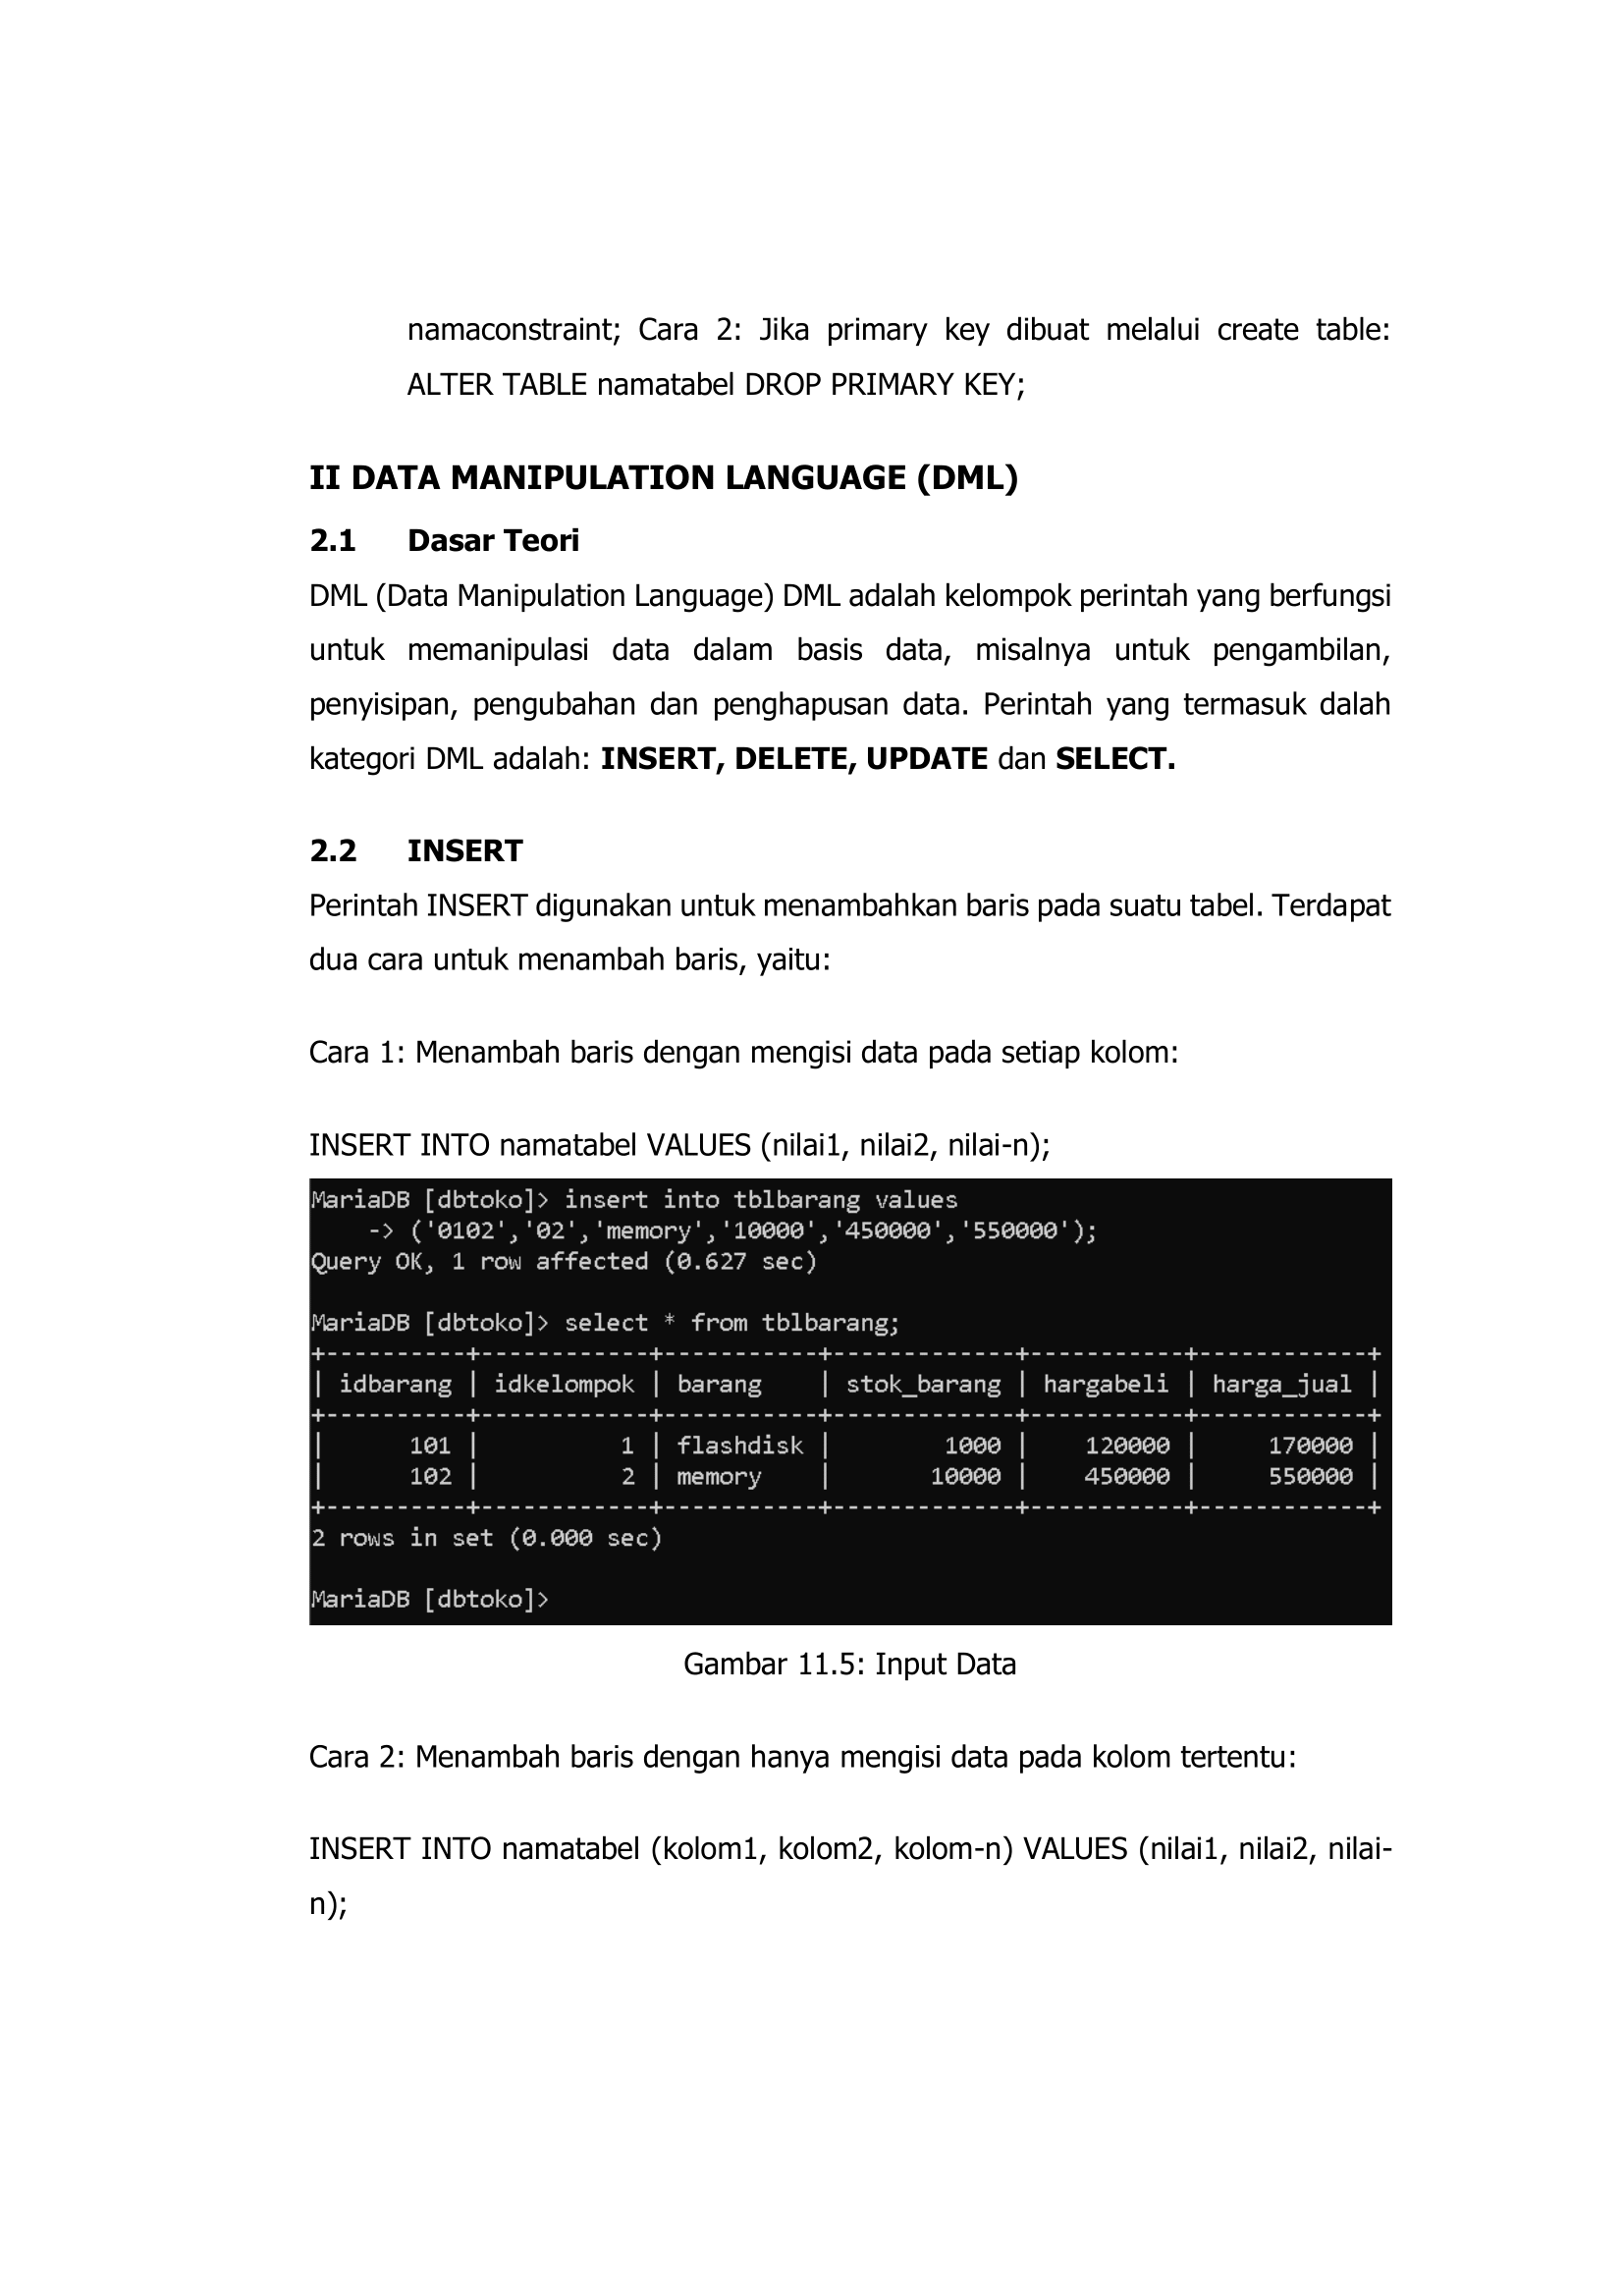 namaconstraint; Cara 2: Jika primary key dibuat melalui create table:
ALTER TABLE namatabel DROP PRIMARY KEY;
II DATA MANIPULATION LANGUAGE (DML)
2.1 Dasar Teori
DML (Data Manipulation Language) DML adalah kelompok perintah yang berfungsi
untuk memanipulasi data dalam basis data, misalnya untuk pengambilan,
penyisipan, pengubahan dan penghapusan data. Perintah yang termasuk dalah
kategori DML adalah: INSERT, DELETE, UPDATE dan SELECT.
2.2 INSERT
Perintah INSERT digunakan untuk menambahkan baris pada suatu tabel. Terdapat
dua cara untuk menambah baris, yaitu:
Cara 1: Menambah baris dengan mengisi data pada setiap kolom:
INSERT INTO namatabel VALUES (nilai1, nilai2, nilai-n);
MariaDB [dbtoko]> insert into tblbarang values
    -> ('0102','02','memory','10000','450000','550000');
Query OK, 1 row affected (0.627 sec)
MariaDB [dbtoko]> select * from tblbarang;
+----------+------------+-----------+-------------+-----------+------------+
| idbarang | idkelompok | barang    | stok_barang | hargabeli | harga_jual |
+----------+------------+-----------+-------------+-----------+------------+
|      101 |          1 | flashdisk |        1000 |    120000 |     170000 |
|      102 |          2 | memory    |       10000 |    450000 |     550000 |
+----------+------------+-----------+-------------+-----------+------------+
2 rows in set (0.000 sec)
MariaDB [dbtoko]>
Gambar 11.5: Input Data
Cara 2: Menambah baris dengan hanya mengisi data pada kolom tertentu:
INSERT INTO namatabel (kolom1, kolom2, kolom-n) VALUES (nilai1, nilai2, nilai-
n);